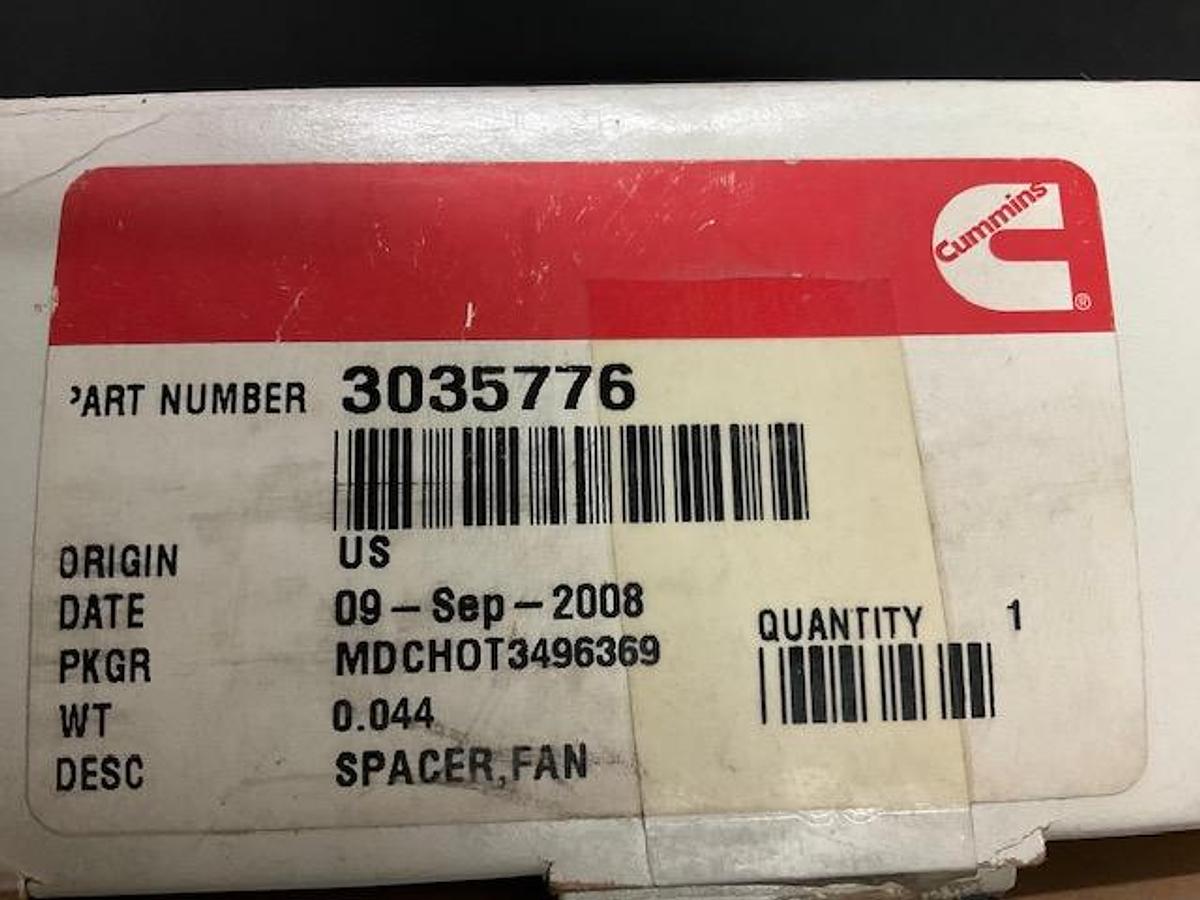 Cummins
®
PART NUMBER 3035776
ORIGIN US
DATE 09-Sep-2008
PKGR MDCHOT3496369
QUANTITY 1
WT 0.044
DESC SPACER,FAN